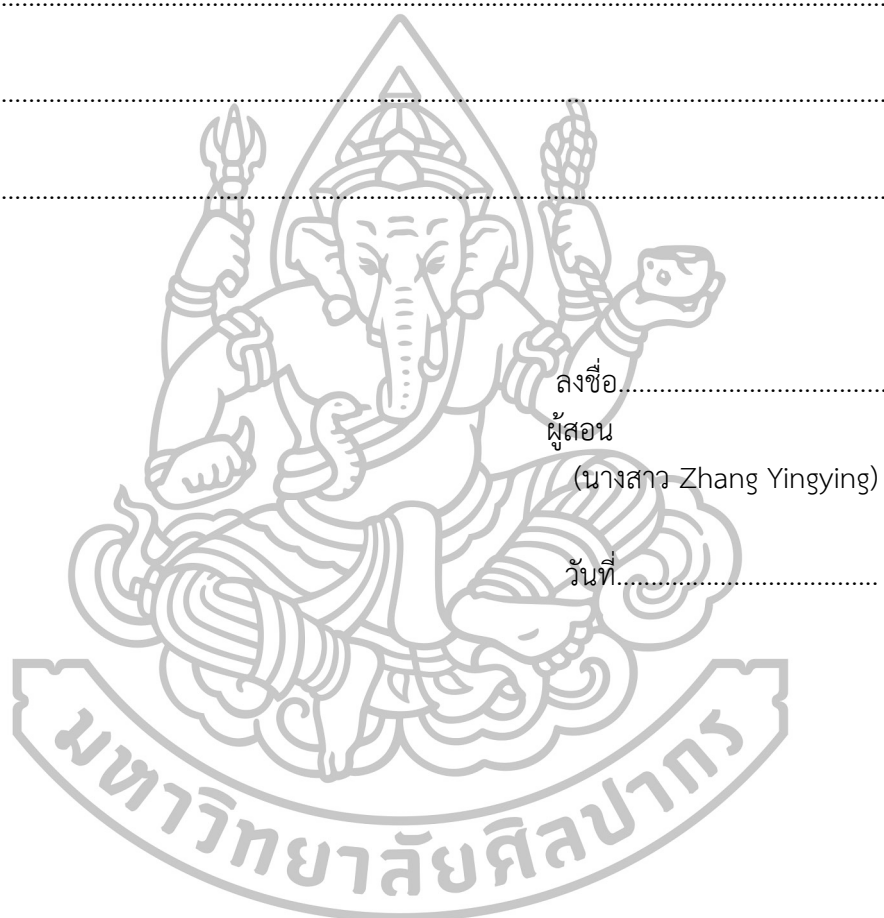 ................................................................................................................
................................................................................................................
................................................................................................................
ลงชื่อ......................................
ผู้สอน
(นางสาว Zhang Yingying)
วันที่.....................................
มหาวิทยาลัยศิลปากร